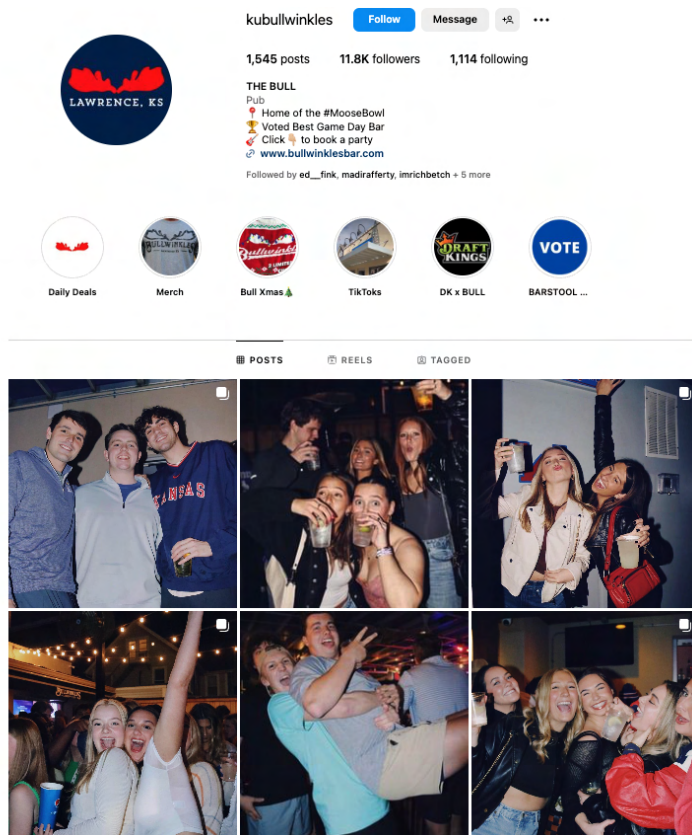 kubullwinkles Follow Message
1,545 posts 11.8K followers 1,114 following
THE BULL
Pub
📍 Home of the #MooseBowl
🏆 Voted Best Game Day Bar
🎸 Click👇🏼 to book a party
www.bullwinklesbar.com
Followed by ed__fink, madirafferty, imrichbetch + 5 more
LAWRENCE, KS
BULLWINKLES
Bullwinkl
DRAFT
KINGS
VOTE
Daily Deals Merch Bull Xmas🎄 TikToks DK x BULL BARSTOOL ...
POSTS REELS TAGGED
KANSAS